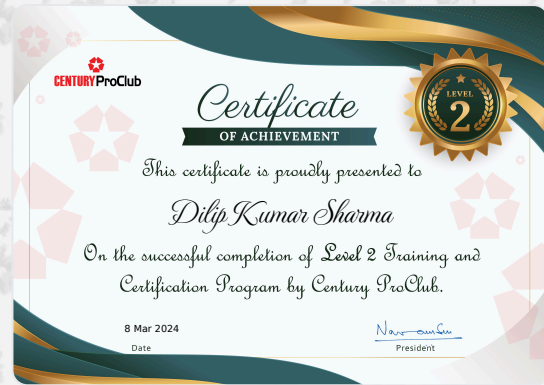 CENTURY ProClub
Certificate
OF ACHIEVEMENT
LEVEL
2
This certificate is proudly presented to
Dilip Kumar Sharma
On the successful completion of Level 2 Training and
Certification Program by Century ProClub.
8 Mar 2024
Date
President